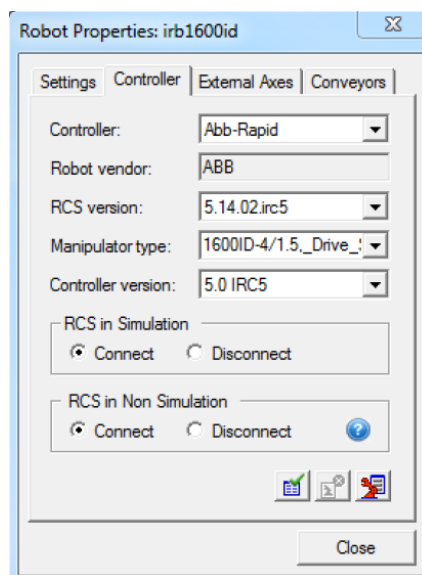 Robot Properties: irb1600id
Settings Controller External Axes Conveyors
Controller: Abb-Rapid
Robot vendor: ABB
RCS version: 5.14.02.irc5
Manipulator type: 1600ID-4/1.5,_Drive_
Controller version: 5.0 IRC5
RCS in Simulation
Connect Disconnect
RCS in Non Simulation
Connect Disconnect
Close